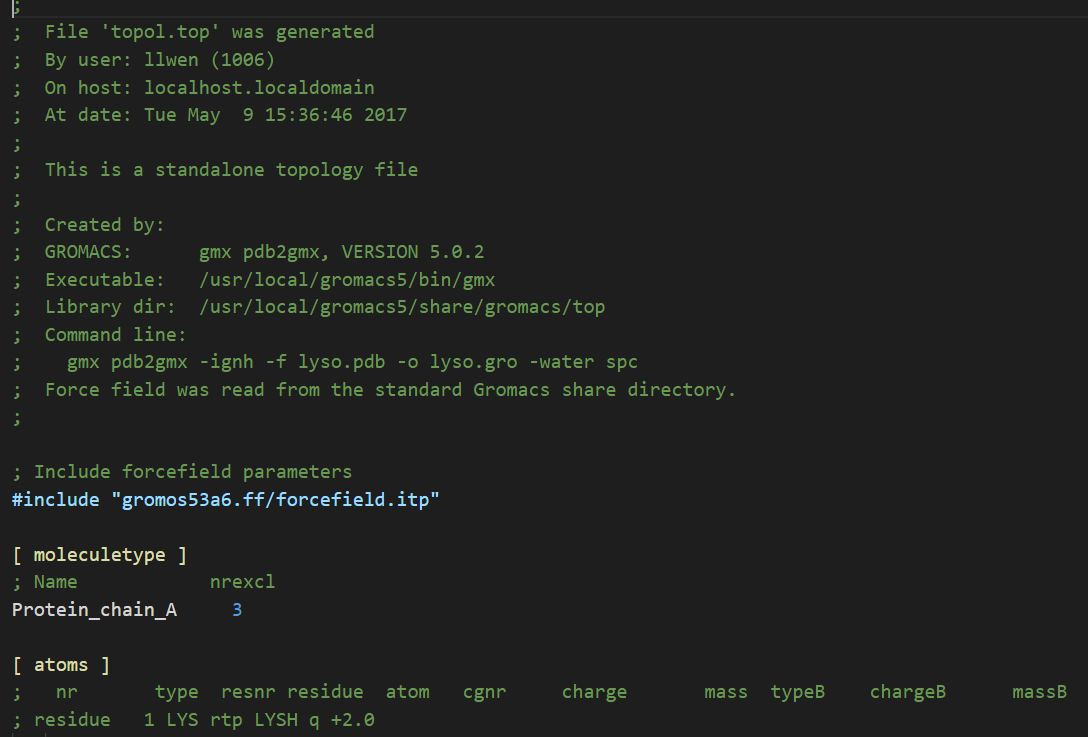 ;
;  File 'topol.top' was generated
;  By user: llwen (1006)
;  On host: localhost.localdomain
;  At date: Tue May  9 15:36:46 2017
;
;  This is a standalone topology file
;
;  Created by:
;  GROMACS:      gmx pdb2gmx, VERSION 5.0.2
;  Executable:   /usr/local/gromacs5/bin/gmx
;  Library dir:  /usr/local/gromacs5/share/gromacs/top
;  Command line:
;    gmx pdb2gmx -ignh -f lyso.pdb -o lyso.gro -water spc
;  Force field was read from the standard Gromacs share directory.
;
; Include forcefield parameters
#include "gromos53a6.ff/forcefield.itp"
[ moleculetype ]
; Name            nrexcl
Protein_chain_A     3
[ atoms ]
;   nr       type  resnr residue  atom   cgnr     charge       mass  typeB    chargeB      massB
; residue   1 LYS rtp LYSH q +2.0